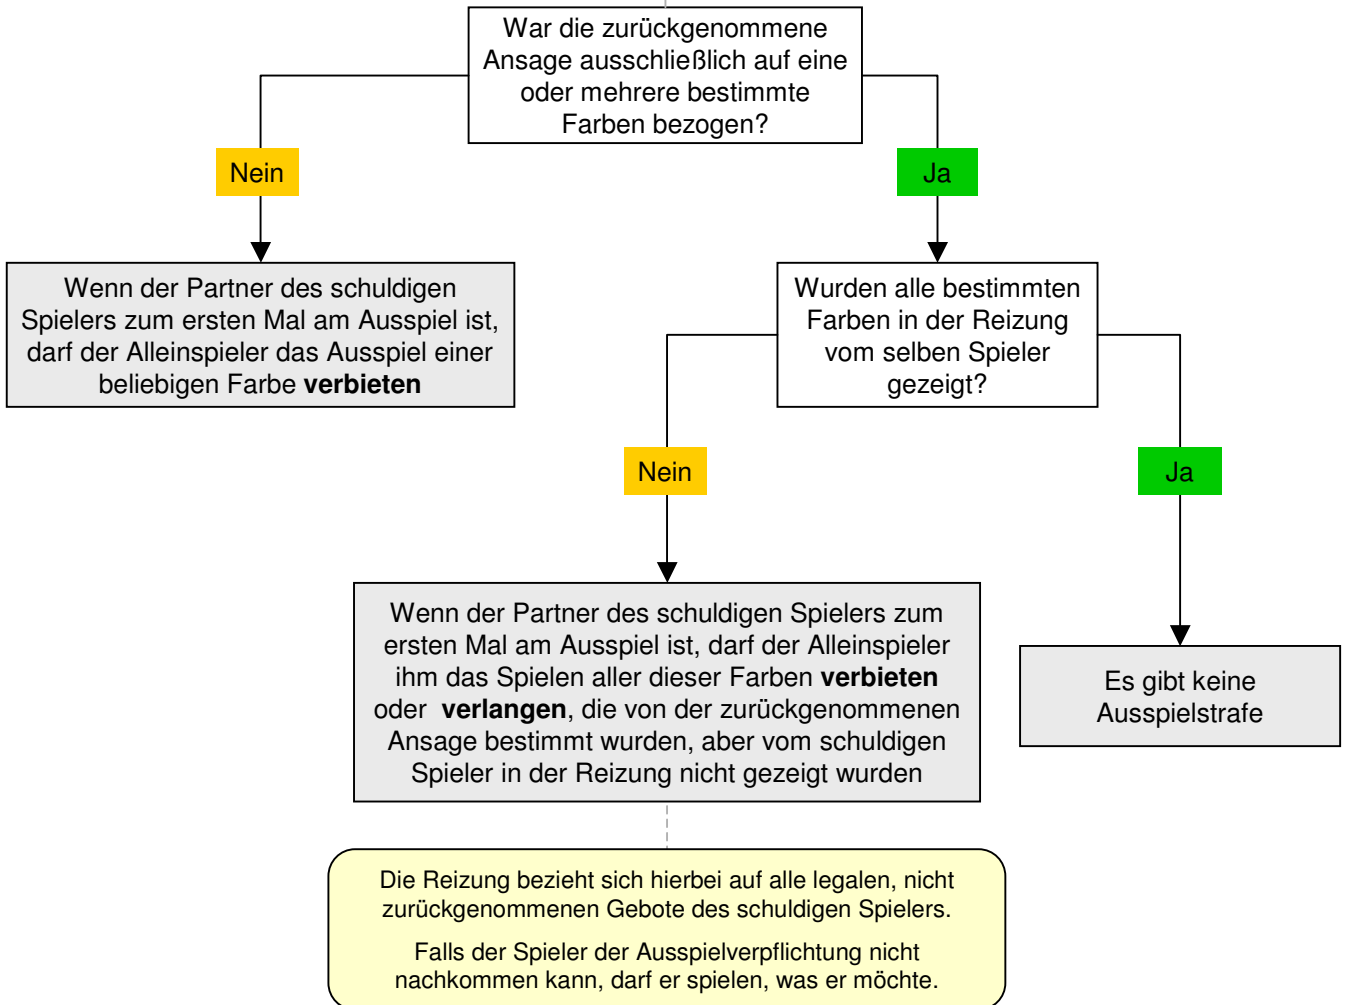 War die zurückgenommene
Ansage ausschließlich auf eine
oder mehrere bestimmte
Farben bezogen?
Nein
Ja
Wenn der Partner des schuldigen
Spielers zum ersten Mal am Ausspiel ist,
darf der Alleinspieler das Ausspiel einer
beliebigen Farbe verbieten
Wurden alle bestimmten
Farben in der Reizung
vom selben Spieler
gezeigt?
Nein
Ja
Wenn der Partner des schuldigen Spielers zum
ersten Mal am Ausspiel ist, darf der Alleinspieler
ihm das Spielen aller dieser Farben verbieten
oder verlangen, die von der zurückgenommenen
Ansage bestimmt wurden, aber vom schuldigen
Spieler in der Reizung nicht gezeigt wurden
Es gibt keine
Ausspielstrafe
Die Reizung bezieht sich hierbei auf alle legalen, nicht
zurückgenommenen Gebote des schuldigen Spielers.
Falls der Spieler der Ausspielverpflichtung nicht
nachkommen kann, darf er spielen, was er möchte.